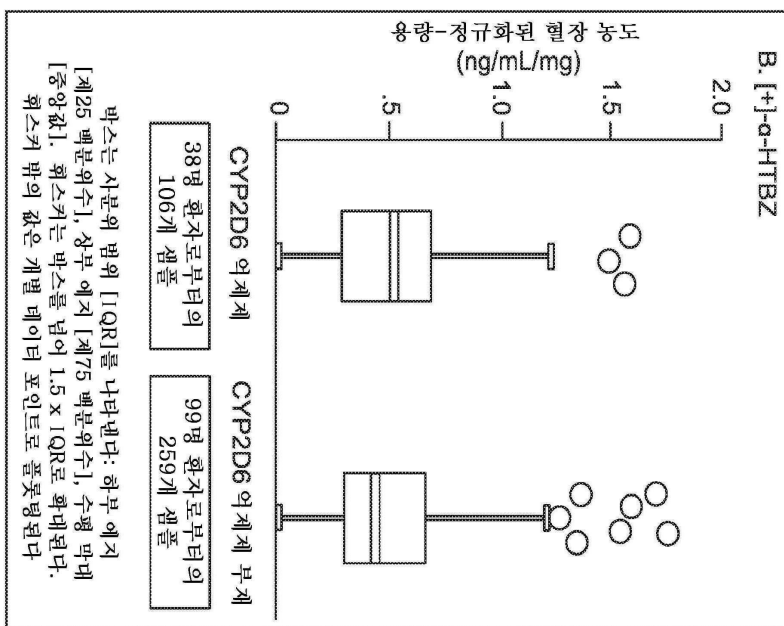 B. [+]-α-HTBZ
용량-정규화된 혈장 농도
(ng/mL/mg)
2.0
1.5
1.0
.5
0
CYP2D6 억제제
38명 환자로부터의
106개 샘플
CYP2D6 억제제 부재
99명 환자로부터의
259개 샘플
박스는 사분위 범위 [IQR]를 나타낸다: 하부 에지
[제25 백분위수], 상부 에지 [제75 백분위수], 수평 막대
[중앙값]. 휘스커는 박스를 넘어 1.5 x IQR로 확대된다.
휘스커 밖의 값은 개별 데이터 포인트로 플롯팅된다